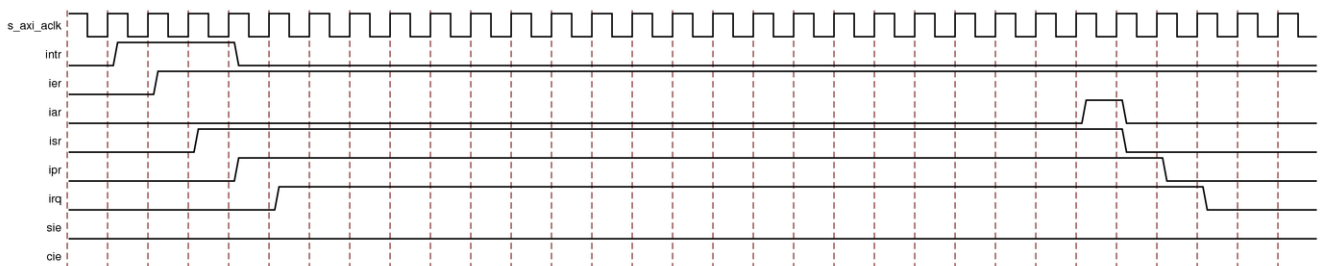 s_axi_aclk
intr
ier
iar
isr
ipr
irq
sie
cie